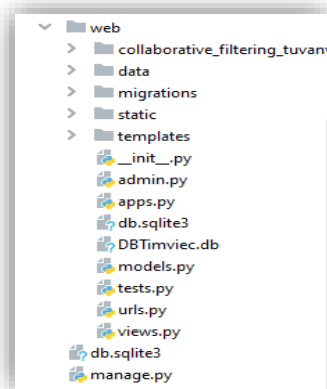 web
collaborative_filtering_tuvanv
data
migrations
static
templates
__init__.py
admin.py
apps.py
db.sqlite3
DBTimviec.db
models.py
tests.py
urls.py
views.py
db.sqlite3
manage.py